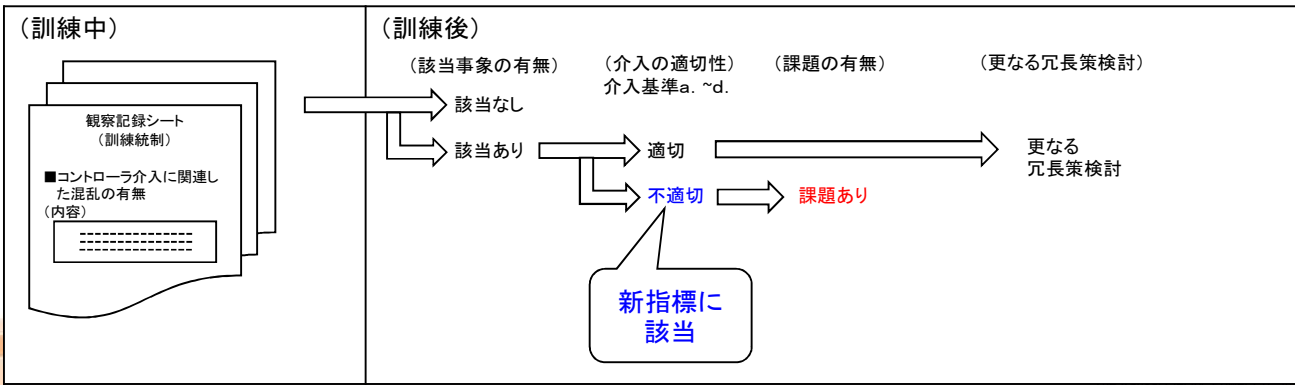 （訓練中）
観察記録シート
（訓練統制）
■コントローラ介入に関連し
た混乱の有無
（内容）
（訓練後）
（該当事象の有無）
（介入の適切性）
介入基準a. ~d.
（課題の有無）
（更なる冗長策検討）
該当なし
該当あり
適切
更なる
冗長策検討
不適切
課題あり
新指標に
該当